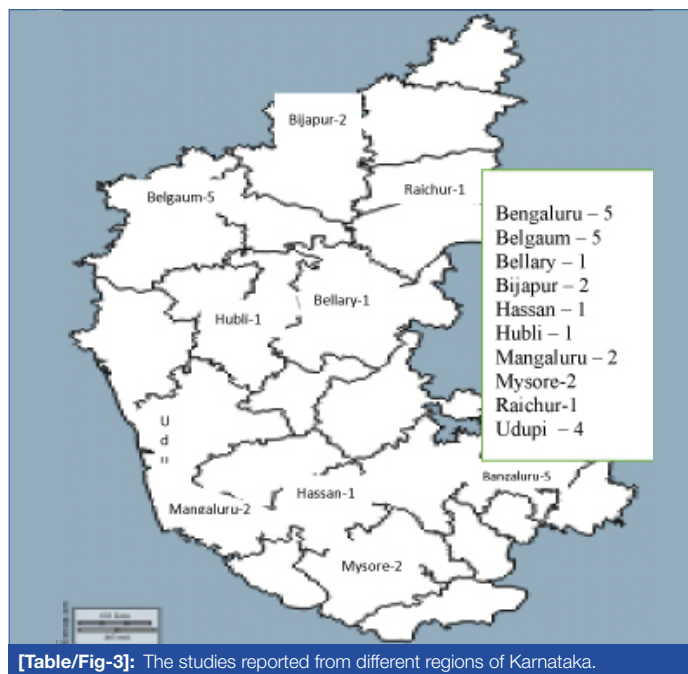 Bijapur-2
Raichur-1
Belgaum-5
Bellary-1
Hubli-1
U
d
u
Hassan-1
Mangaluru-2
Bangaluru-5
Mysore-2
Bengaluru – 5
Belgaum – 5
Bellary – 1
Bijapur – 2
Hassan – 1
Hubli – 1
Mangaluru – 2
Mysore-2
Raichur-1
Udupi – 4
[Table/Fig-3]: The studies reported from different regions of Karnataka.